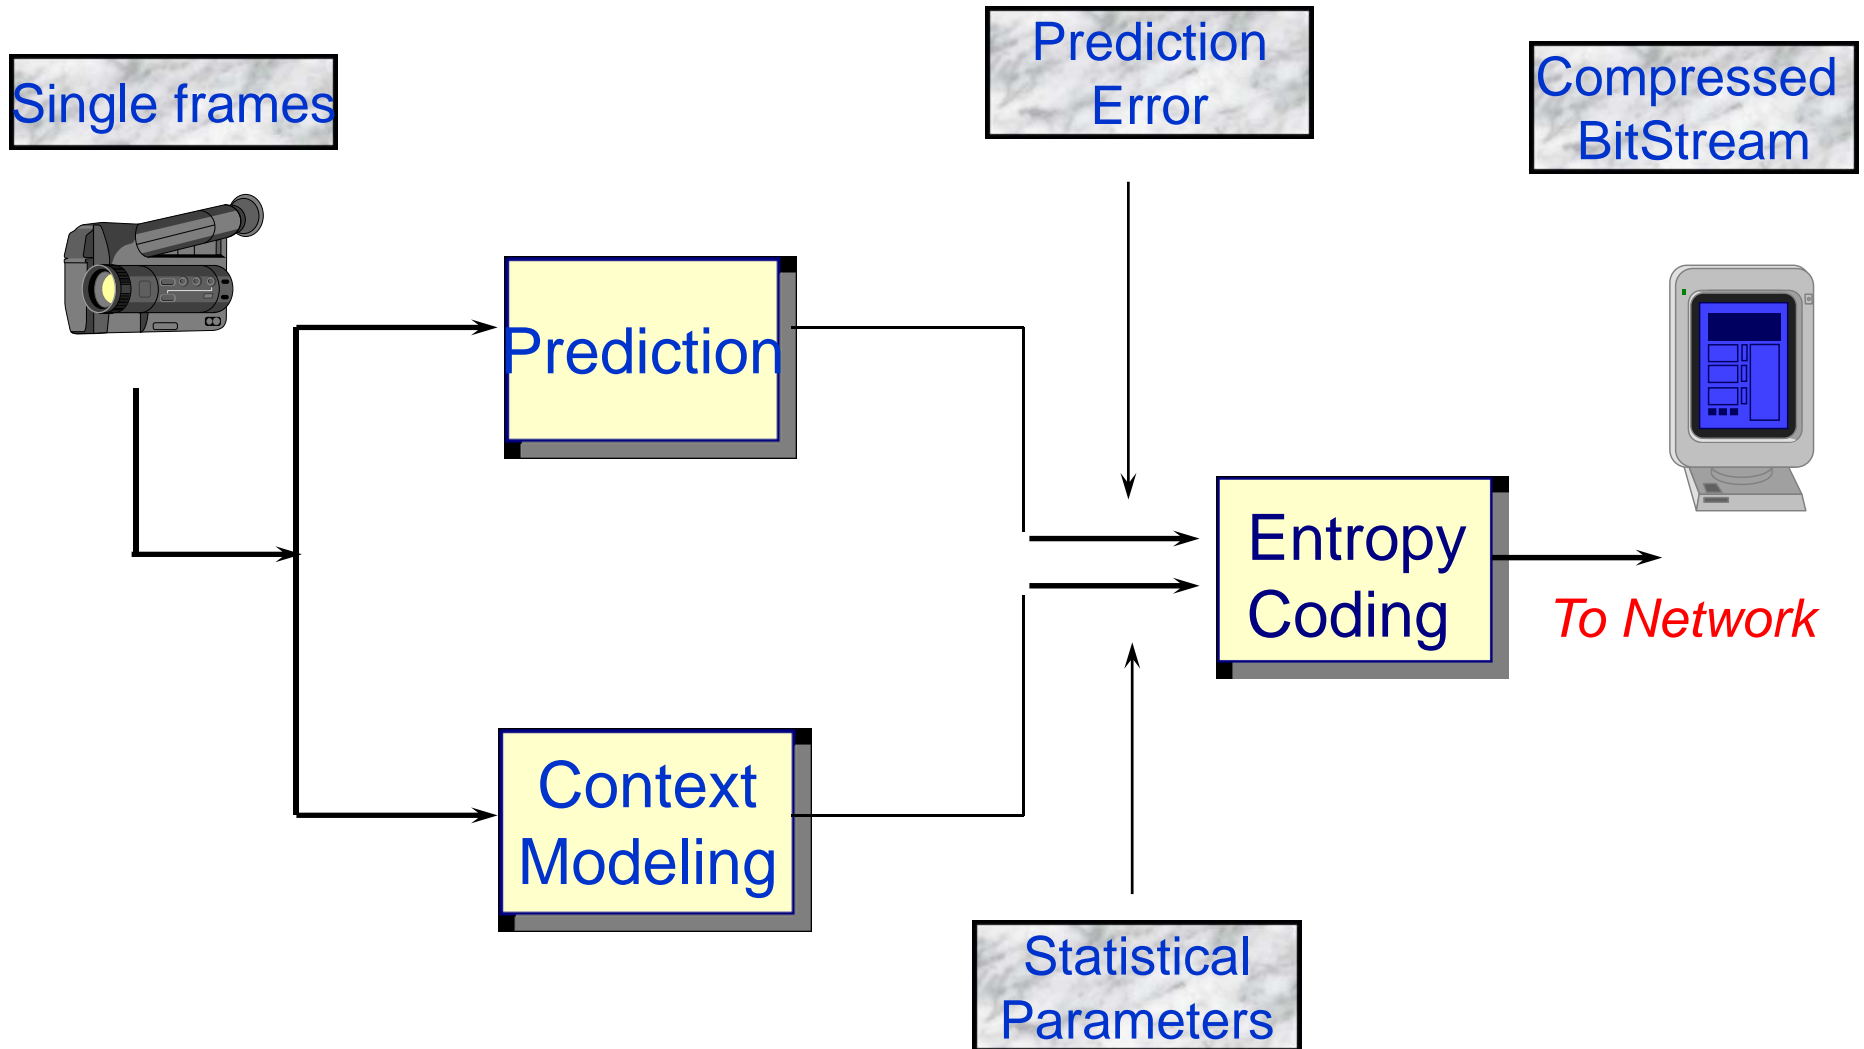 Single frames
Prediction
Error
Compressed
BitStream
Prediction
Entropy
Coding
To Network
Context
Modeling
Statistical
Parameters